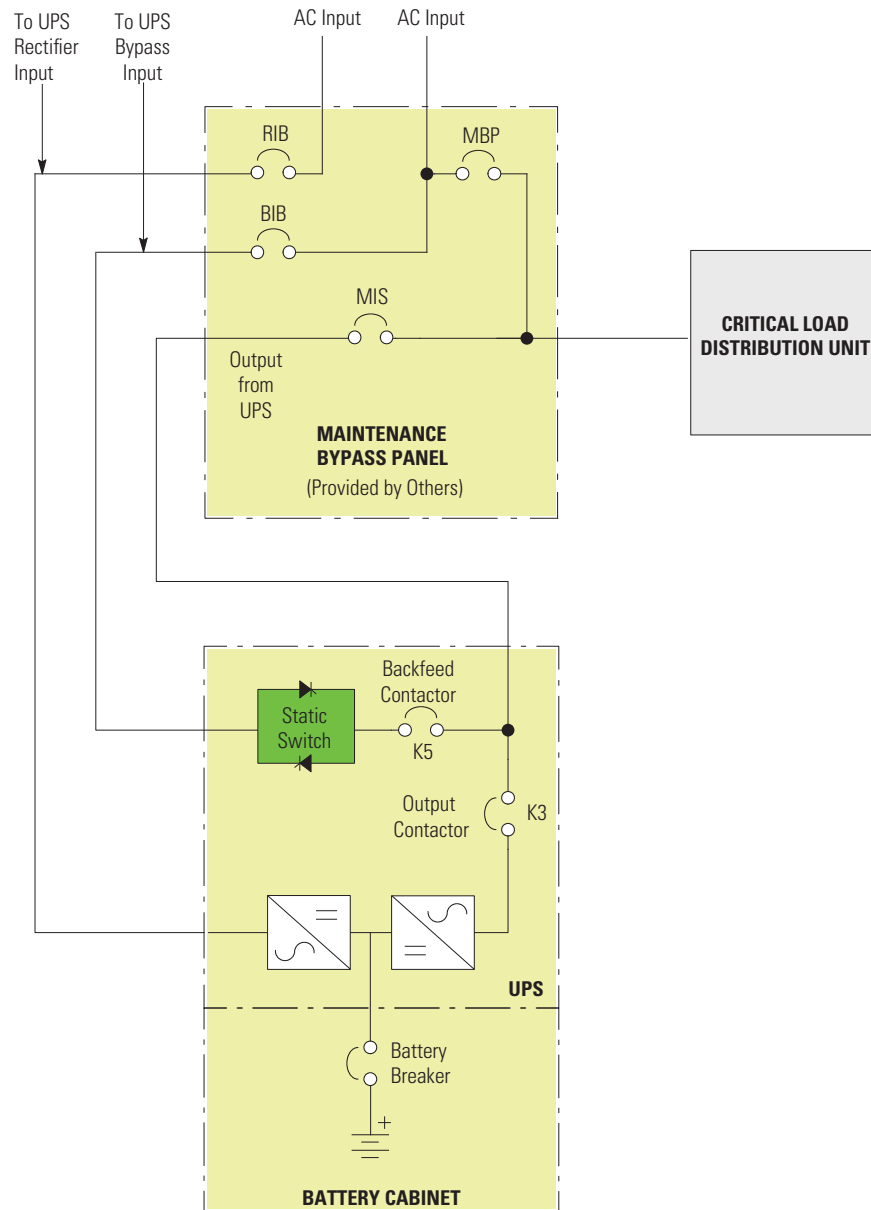 To UPS
Rectifier
Input
To UPS
Bypass
Input
AC Input
AC Input
RIB
MBP
BIB
MIS
Output
from
UPS
MAINTENANCE
BYPASS PANEL
(Provided by Others)
CRITICAL LOAD
DISTRIBUTION UNIT
Backfeed
Contactor
Static
Switch
K5
Output
Contactor
K3
UPS
Battery
Breaker
+
BATTERY CABINET